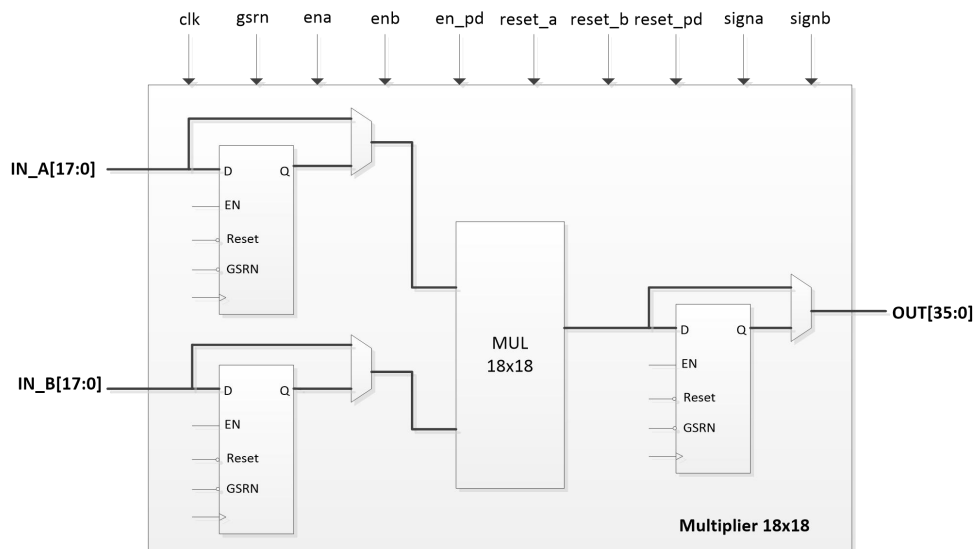 clk gsrn ena enb en_pd reset_a reset_b reset_pd signa signb
IN_A[17:0]
D Q
EN
Reset
GSRN
MUL
18x18
OUT[35:0]
D Q
EN
Reset
GSRN
IN_B[17:0]
D Q
EN
Reset
GSRN
Multiplier 18x18